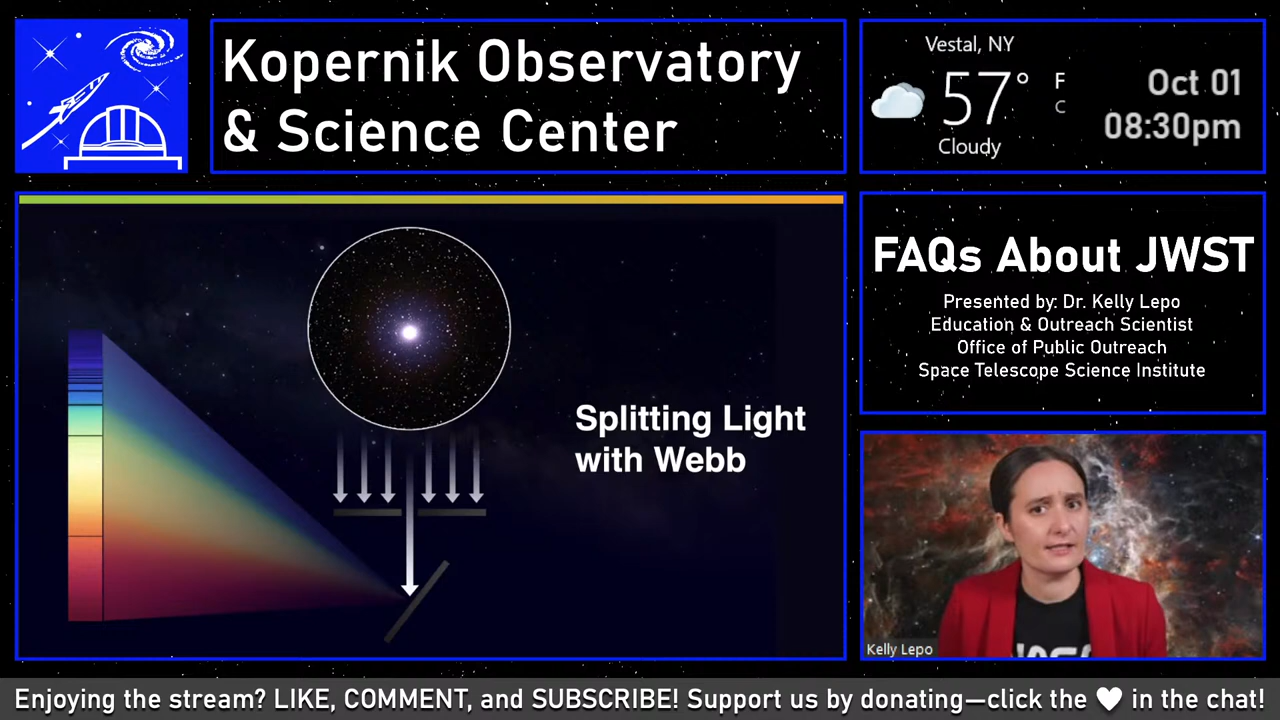 Kopernik Observatory
& Science Center
Vestal, NY
57°
F
C
Cloudy
Oct 01
08:30pm
Splitting Light
with Webb
FAQs About JWST
Presented by: Dr. Kelly Lepo
Education & Outreach Scientist
Office of Public Outreach
Space Telescope Science Institute
Kelly Lepo
Enjoying the stream? LIKE, COMMENT, and SUBSCRIBE! Support us by donating—click the ♥ in the chat!